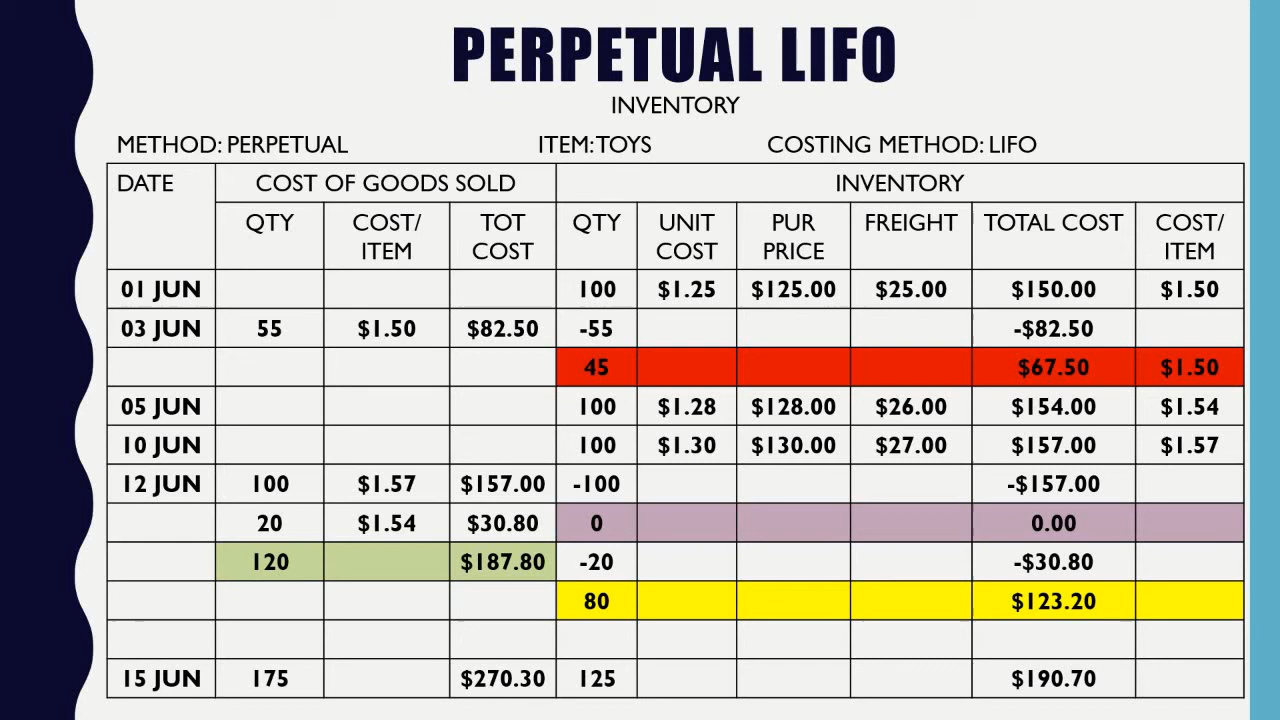 PERPETUAL LIFO
INVENTORY
METHOD: PERPETUAL ITEM: TOYS COSTING METHOD: LIFO
DATE COST OF GOODS SOLD INVENTORY
QTY COST/ TOT QTY UNIT PUR FREIGHT TOTAL COST COST/
ITEM COST COST PRICE ITEM
01 JUN 100 $1.25 $125.00 $25.00 $150.00 $1.50
03 JUN 55 $1.50 $82.50 -55 -$82.50
45 $67.50 $1.50
05 JUN 100 $1.28 $128.00 $26.00 $154.00 $1.54
10 JUN 100 $1.30 $130.00 $27.00 $157.00 $1.57
12 JUN 100 $1.57 $157.00 -100 -$157.00
20 $1.54 $30.80 0 0.00
120 $187.80 -20 -$30.80
80 $123.20
15 JUN 175 $270.30 125 $190.70